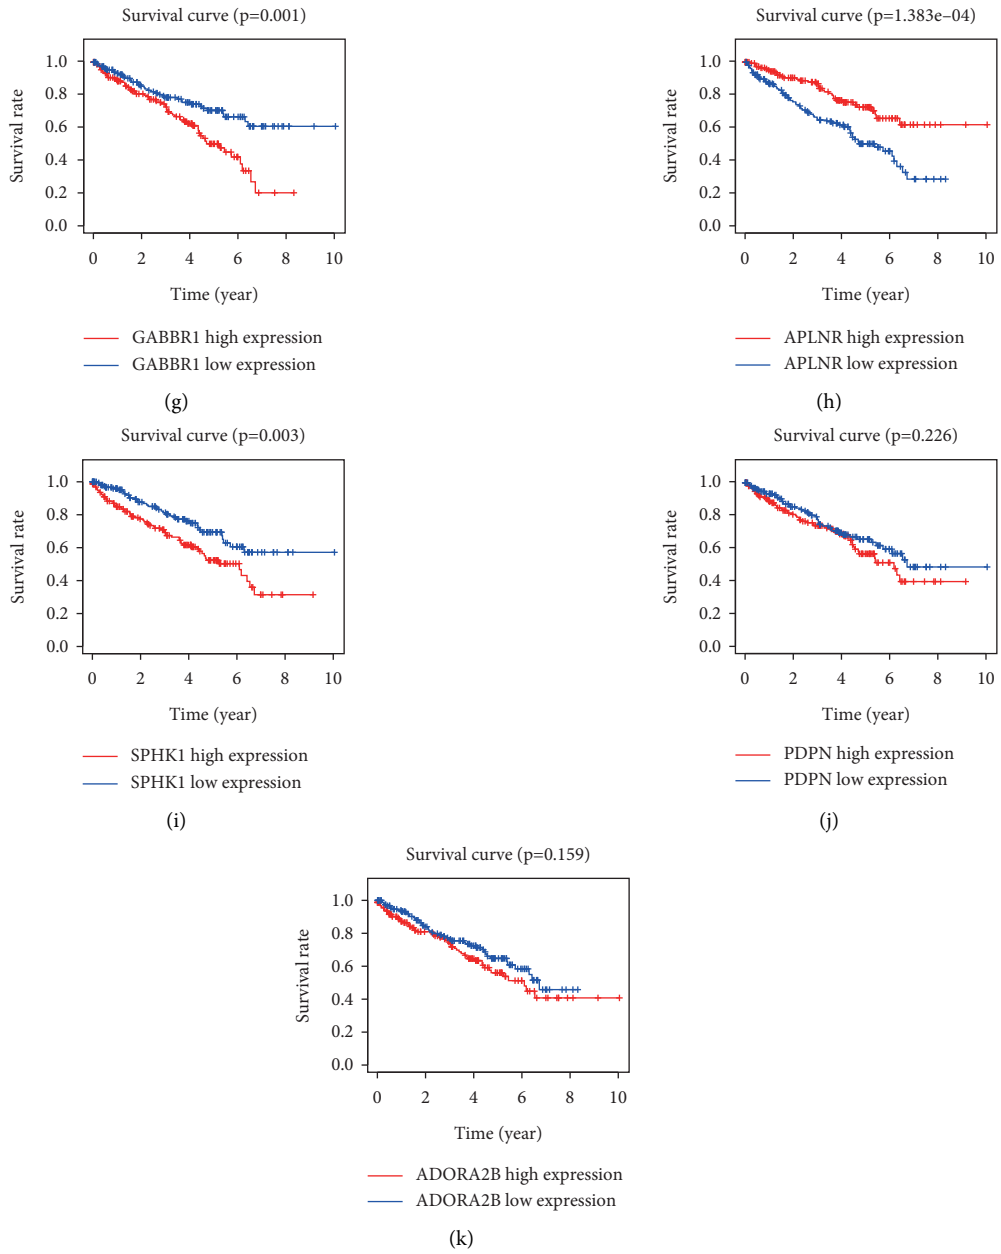 Survival curve (p=0.001)
Survival rate
1.0
0.8
0.6
0.4
0.2
0.0
0 2 4 6 8 10
Time (year)
GABBR1 high expression
GABBR1 low expression
(g)
Survival curve (p=1.383e–04)
Survival rate
1.0
0.8
0.6
0.4
0.2
0.0
0 2 4 6 8 10
Time (year)
APLNR high expression
APLNR low expression
(h)
Survival curve (p=0.003)
Survival rate
1.0
0.8
0.6
0.4
0.2
0.0
0 2 4 6 8 10
Time (year)
SPHK1 high expression
SPHK1 low expression
(i)
Survival curve (p=0.226)
Survival rate
1.0
0.8
0.6
0.4
0.2
0.0
0 2 4 6 8 10
Time (year)
PDPN high expression
PDPN low expression
(j)
Survival curve (p=0.159)
Survival rate
1.0
0.8
0.6
0.4
0.2
0.0
0 2 4 6 8 10
Time (year)
ADORA2B high expression
ADORA2B low expression
(k)